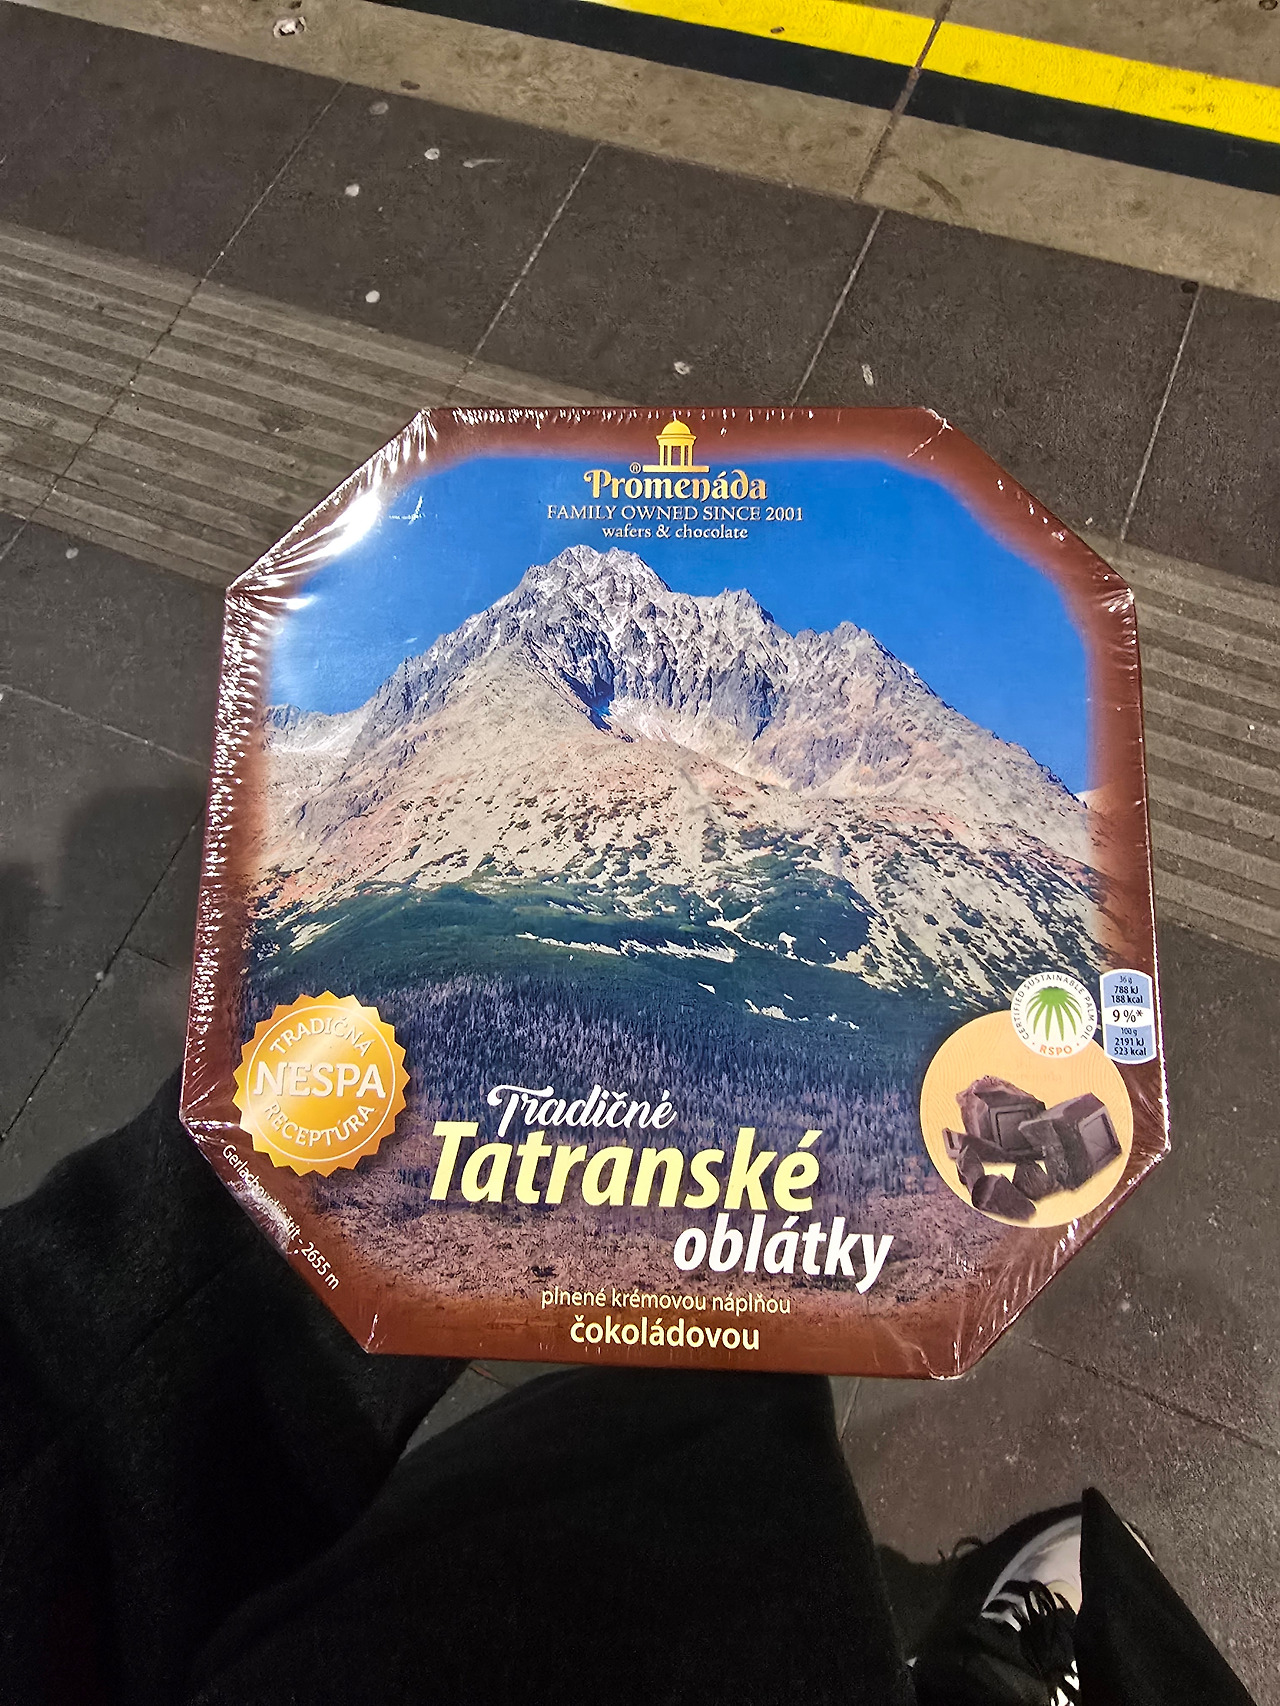 ®
Promenáda
FAMILY OWNED SINCE 2001
wafers & chocolate
CERTIFIED SUSTAINABLE PALM OIL
RSPO
36 g
788 kJ
188 kcal
9 %*
100 g
2191 kJ
523 kcal
TRADIČNÁ
NESPA
RECEPTÚRA
Gerlachovský štít - 2655 m
Tradičné
Tatranské
oblátky
plnené krémovou náplňou
čokoládovou